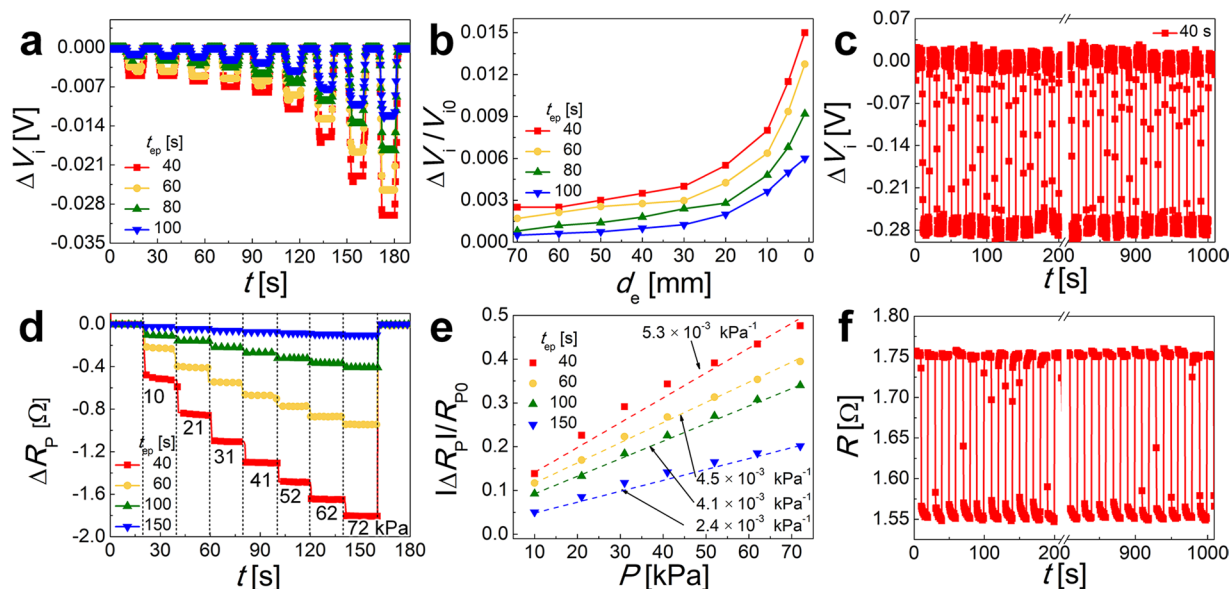 a
0.000
-0.007
-0.014
-0.021
-0.028
-0.035
Δ Vi [V]
tep [s]
40
60
80
100
0 30 60 90 120 150 180
t [s]
b
0.015
0.012
0.009
0.006
0.003
0.000
Δ Vi / Vi0
tep [s]
40
60
80
100
70 60 50 40 30 20 10 0
de [mm]
c
0.07
0.00
-0.07
-0.14
-0.21
-0.28
Δ Vi [V]
40 s
0 100 200 900 1000
t [s]
d
0.0
-0.4
-0.8
-1.2
-1.6
-2.0
ΔRP [Ω]
10
21
31
41
52
62
72 kPa
tep [s]
40
60
100
150
0 30 60 90 120 150 180
t [s]
e
0.5
0.4
0.3
0.2
0.1
0.0
|ΔRP|/RP0
tep [s]
40
60
100
150
5.3 × 10-3 kPa-1
4.5 × 10-3 kPa-1
4.1 × 10-3 kPa-1
2.4 × 10-3 kPa-1
10 20 30 40 50 60 70
P [kPa]
f
1.75
1.70
1.65
1.60
1.55
R [Ω]
0 100 200 900 1000
t [s]